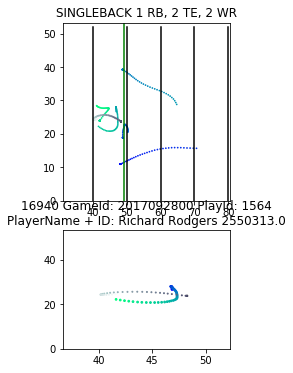 SINGLEBACK 1 RB, 2 TE, 2 WR
50
40
30
20
10
0
40 50 60 70 80
16940 GameId: 2017092800 PlayId: 1564
PlayerName + ID: Richard Rodgers 2550313.0
40
20
0
40 45 50